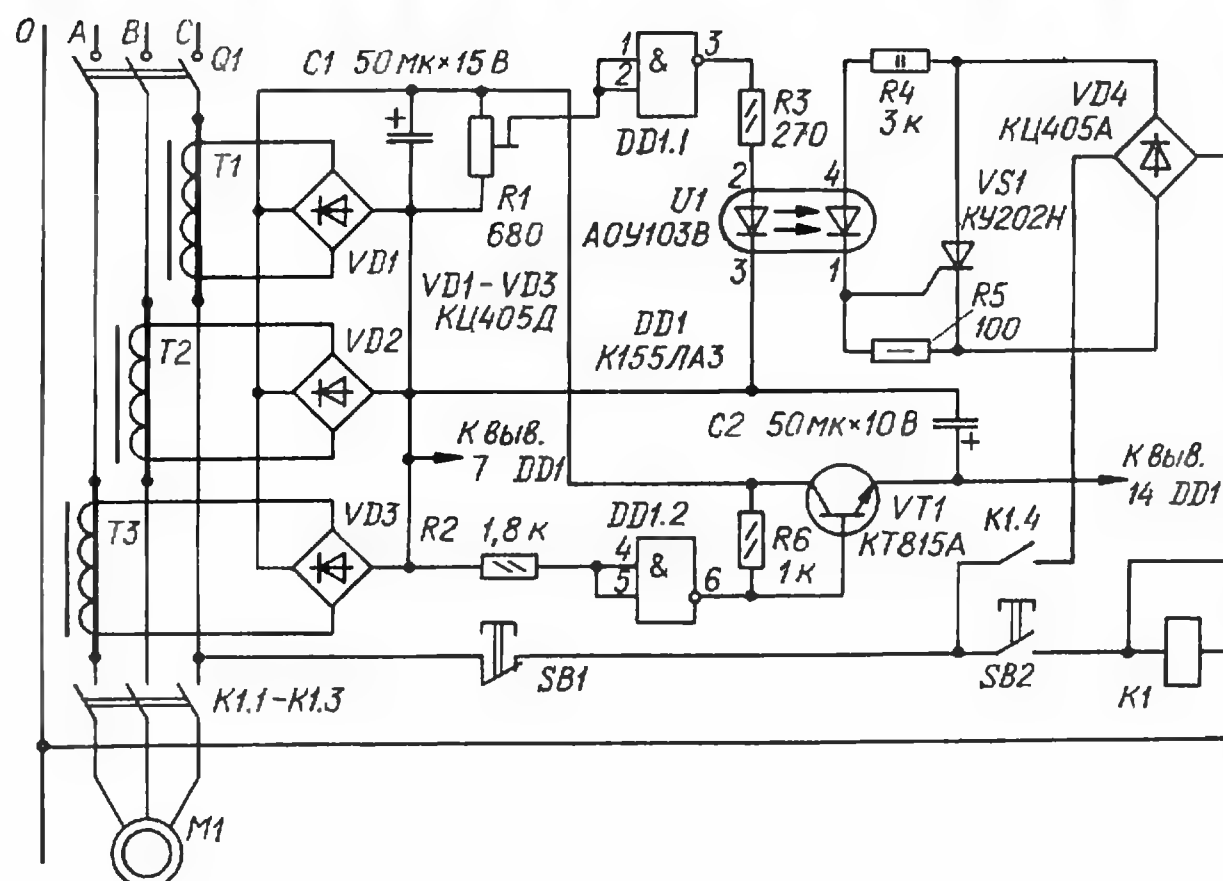 0 A B C
Q1
C1 50 мк×15 В
1
2
&
3
DD1.1
R3
270
R4
3 к
VD4
КЦ405А
T1
VD1
R1
680
VD1-VD3
КЦ405Д
U1
АОУ103В
2
4
3
1
VS1
КУ202Н
R5
100
DD1
К155ЛА3
T2
VD2
К выв.
7 DD1
C2 50 мк×10 В
+
+
К выв.
14 DD1
T3
VD3
R2 1,8 к
DD1.2
4
5
&
6
R6
1 к
VT1
КТ815А
K1.4
SB1
SB2
K1
K1.1-K1.3
M1